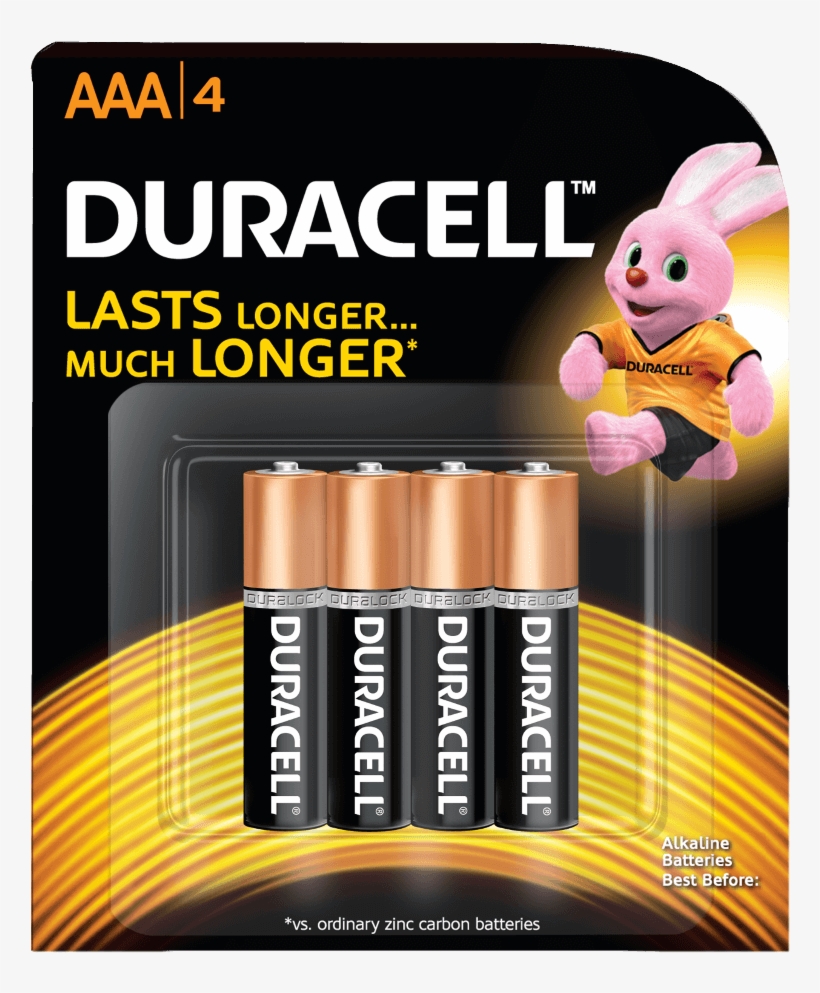 AAA|4
DURACELL™
LASTS LONGER...
MUCH LONGER*
DURACELL
DURALOCK DURALOCK DURALOCK DURALOCK
DURACELL®
DURACELL®
DURACELL®
DURACELL®
Alkaline
Batteries
Best Before:
*vs. ordinary zinc carbon batteries